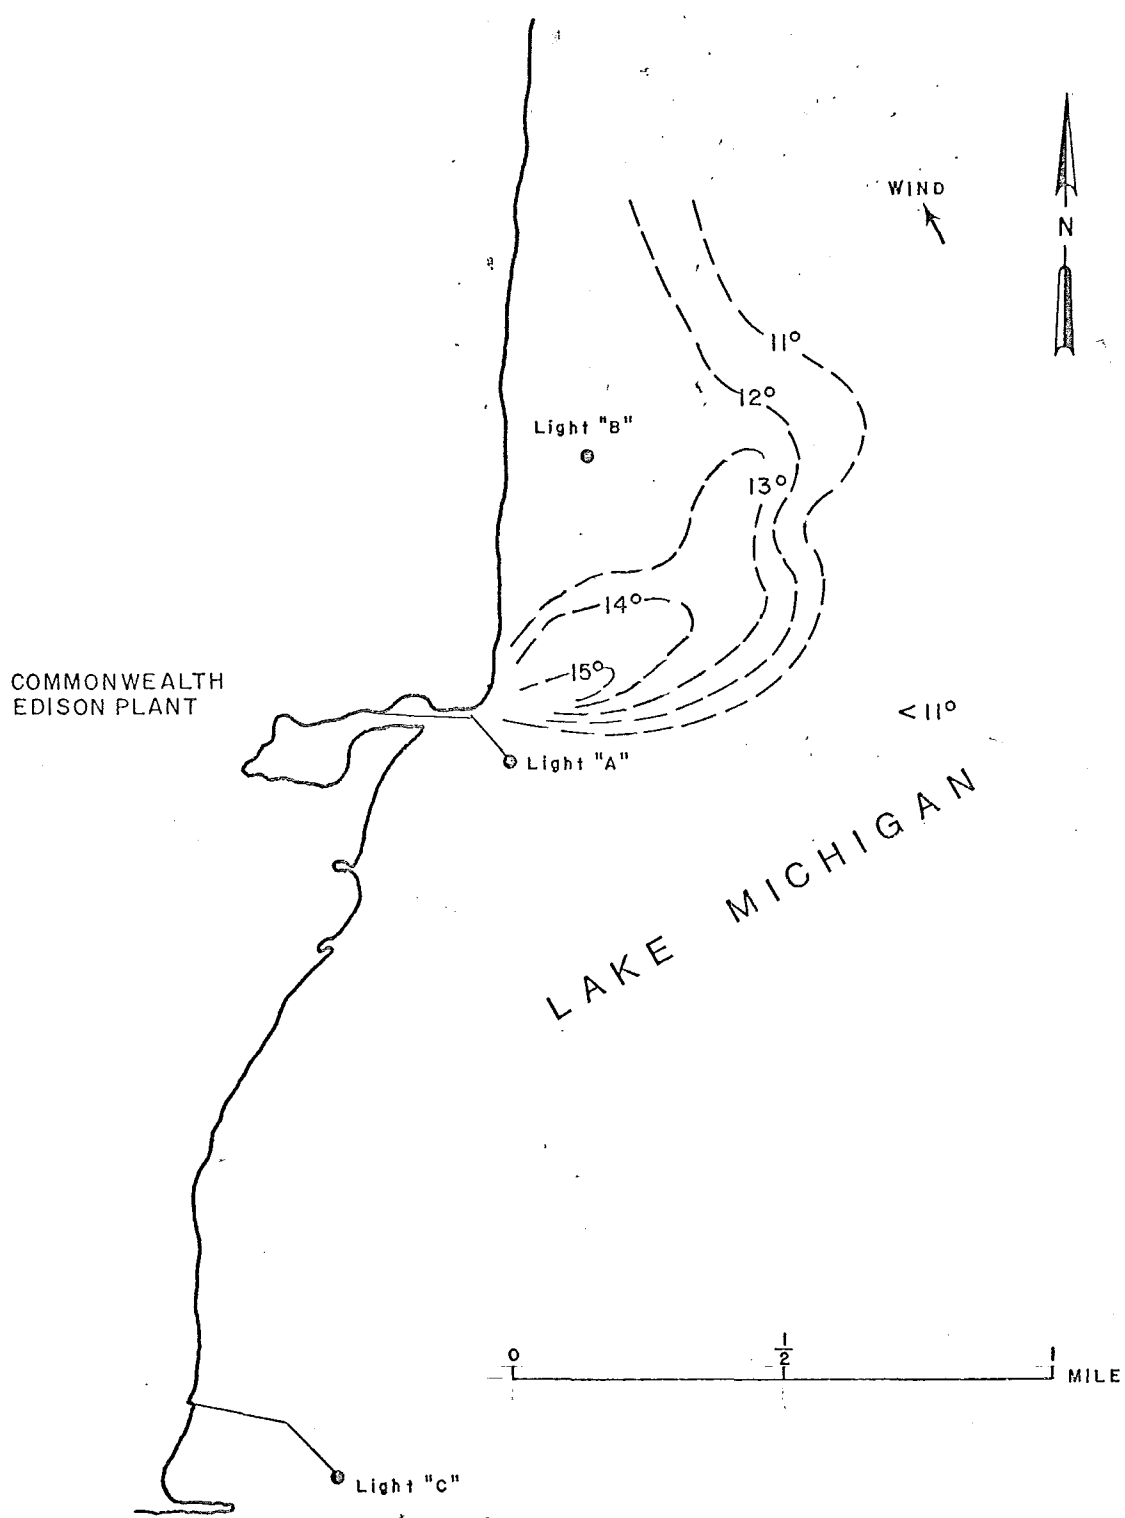 WIND
N
11°
12°
Light "B"
13°
14°
15°
COMMONWEALTH
EDISON PLANT
<11°
Light "A"
LAKE MICHIGAN
0 1/2 1 MILE
Light "C"